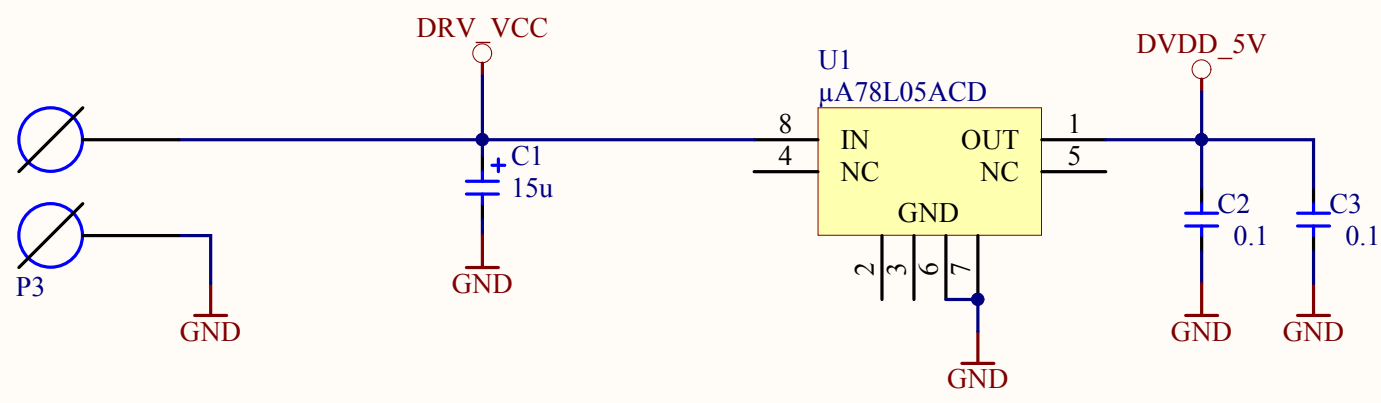 DRV_VCC
DVDD_5V
U1
µA78L05ACD
8
IN
OUT
1
4
NC
NC
5
C1
15u
GND
2
3
6
7
C2
0.1
C3
0.1
P3
GND
GND
GND
GND
GND